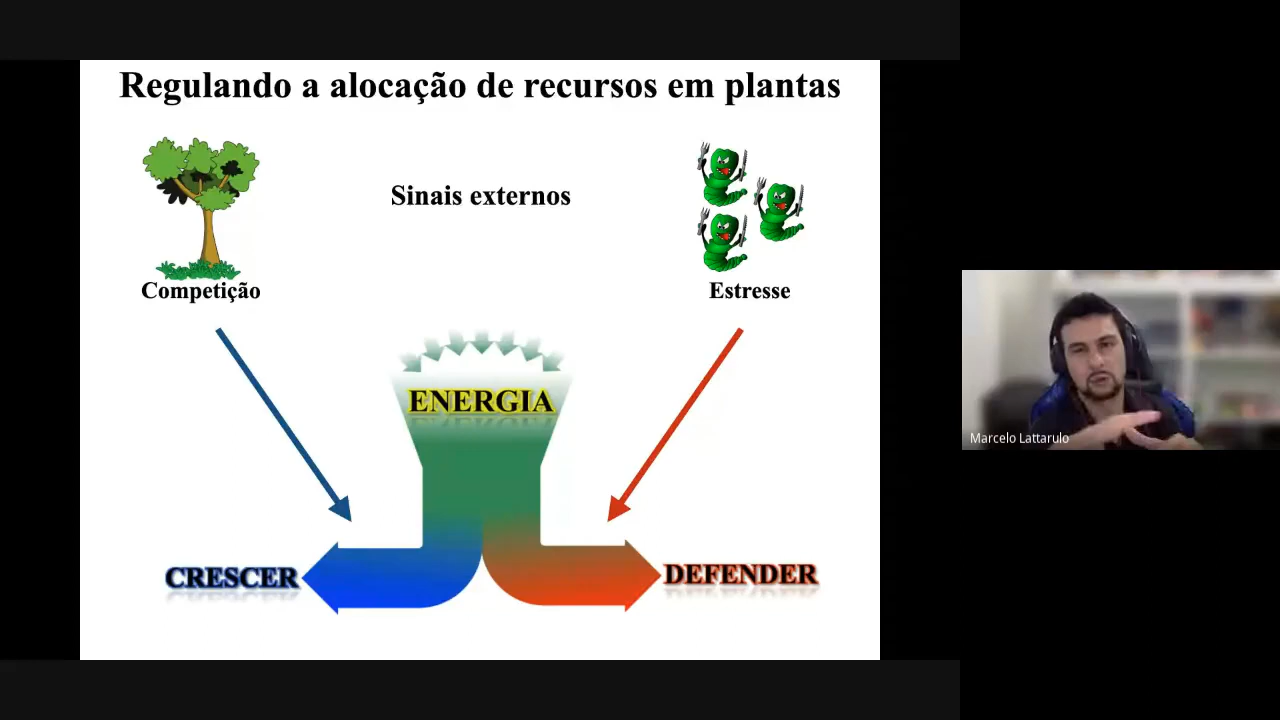 Regulando a alocação de recursos em plantas
Sinais externos
Competição
Estresse
ENERGIA
CRESCER
DEFENDER
Marcelo Lattarulo